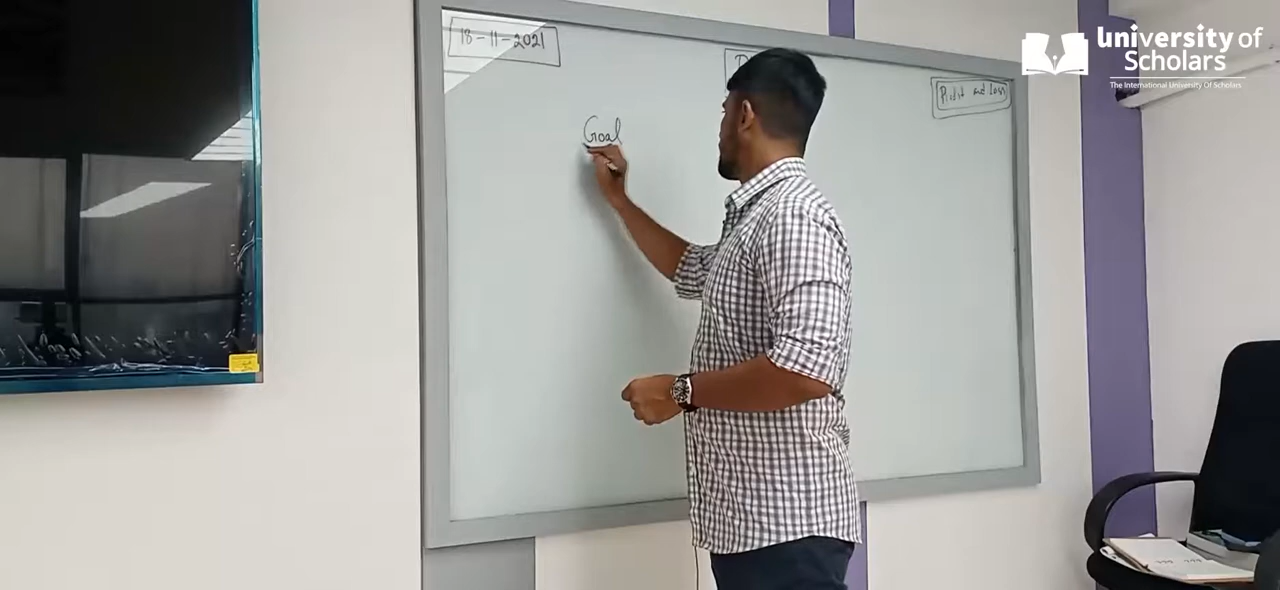 18-11-2021
Profit and Loss
Goal
University of
Scholars
The International University Of Scholars